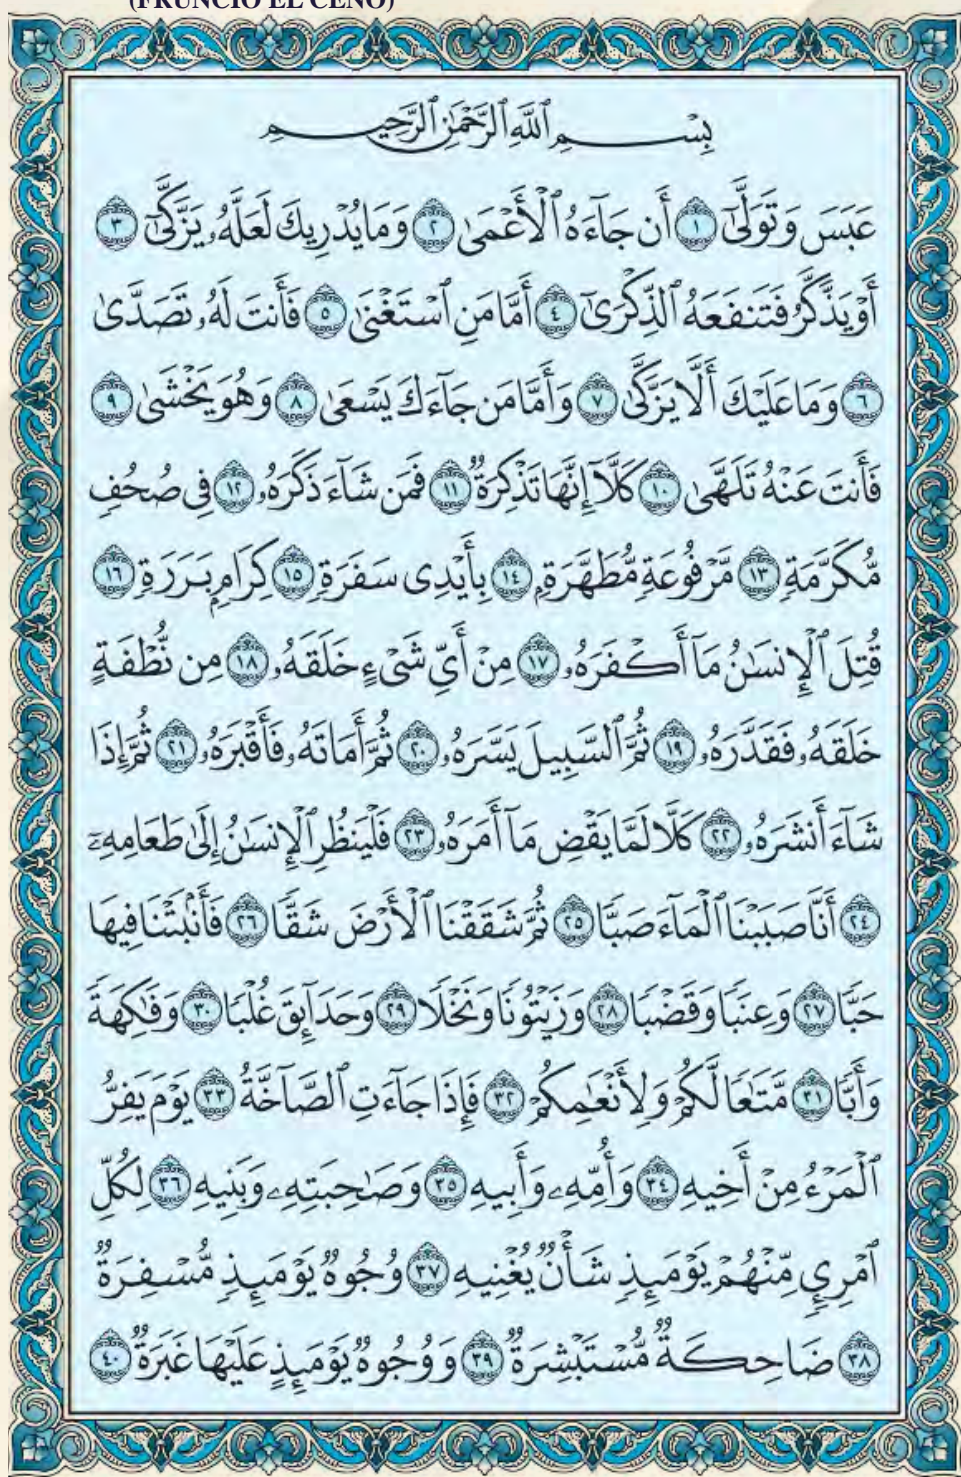 (FRUNCIÓ EL CEÑO)
بِسْمِ ٱللَّهِ ٱلرَّحْمَٰنِ ٱلرَّحِيمِ
عَبَسَ وَتَوَلَّىٰٓ ١ أَن جَآءَهُ ٱلْأَعْمَىٰ ٢ وَمَا يُدْرِيكَ لَعَلَّهُۥ يَزَّكَّىٰٓ ٣
أَوْ يَذَّكَّرُ فَتَنفَعَهُ ٱلذِّكْرَىٰٓ ٤ أَمَّا مَنِ ٱسْتَغْنَىٰ ٥ فَأَنتَ لَهُۥ تَصَدَّىٰ
٦ وَمَا عَلَيْكَ أَلَّا يَزَّكَّىٰ ٧ وَأَمَّا مَن جَآءَكَ يَسْعَىٰ ٨ وَهُوَ يَخْشَىٰ ٩
فَأَنتَ عَنْهُ تَلَهَّىٰ ١٠ كَلَّآ إِنَّهَا تَذْكِرَةٌ ١١ فَمَن شَآءَ ذَكَرَهُۥ ١٢ فِى صُحُفٍ
مُّكَرَّمَةٍ ١٣ مَّرْفُوعَةٍ مُّطَهَّرَةٍۭ ١٤ بِأَيْدِى سَفَرَةٍ ١٥ كِرَامٍۭ بَرَرَةٍ ١٦
قُتِلَ ٱلْإِنسَٰنُ مَآ أَكْفَرَهُۥ ١٧ مِنْ أَىِّ شَىْءٍ خَلَقَهُۥ ١٨ مِن نُّطْفَةٍ
خَلَقَهُۥ فَقَدَّرَهُۥ ١٩ ثُمَّ ٱلسَّبِيلَ يَسَّرَهُۥ ٢٠ ثُمَّ أَمَاتَهُۥ فَأَقْبَرَهُۥ ٢١ ثُمَّ إِذَا
شَآءَ أَنشَرَهُۥ ٢٢ كَلَّا لَمَّا يَقْضِ مَآ أَمَرَهُۥ ٢٣ فَلْيَنظُرِ ٱلْإِنسَٰنُ إِلَىٰ طَعَامِهِۦٓ
٢٤ أَنَّا صَبَبْنَا ٱلْمَآءَ صَبًّا ٢٥ ثُمَّ شَقَقْنَا ٱلْأَرْضَ شَقًّا ٢٦ فَأَنۢبَتْنَا فِيهَا
حَبًّا ٢٧ وَعِنَبًا وَقَضْبًا ٢٨ وَزَيْتُونًا وَنَخْلًا ٢٩ وَحَدَآئِقَ غُلْبًا ٣٠ وَفَٰكِهَةً
وَأَبًّا ٣١ مَّتَٰعًا لَّكُمْ وَلِأَنْعَٰمِكُمْ ٣٢ فَإِذَا جَآءَتِ ٱلصَّآخَّةُ ٣٣ يَوْمَ يَفِرُّ
ٱلْمَرْءُ مِنْ أَخِيهِ ٣٤ وَأُمِّهِۦ وَأَبِيهِ ٣٥ وَصَٰحِبَتِهِۦ وَبَنِيهِ ٣٦ لِكُلِّ
ٱمْرِئٍ مِّنْهُمْ يَوْمَئِذٍ شَأْنٌ يُغْنِيهِ ٣٧ وُجُوهٌ يَوْمَئِذٍ مُّسْفِرَةٌ
٣٨ ضَاحِكَةٌ مُّسْتَبْشِرَةٌ ٣٩ وَوُجُوهٌ يَوْمَئِذٍ عَلَيْهَا غَبَرَةٌ ٤٠